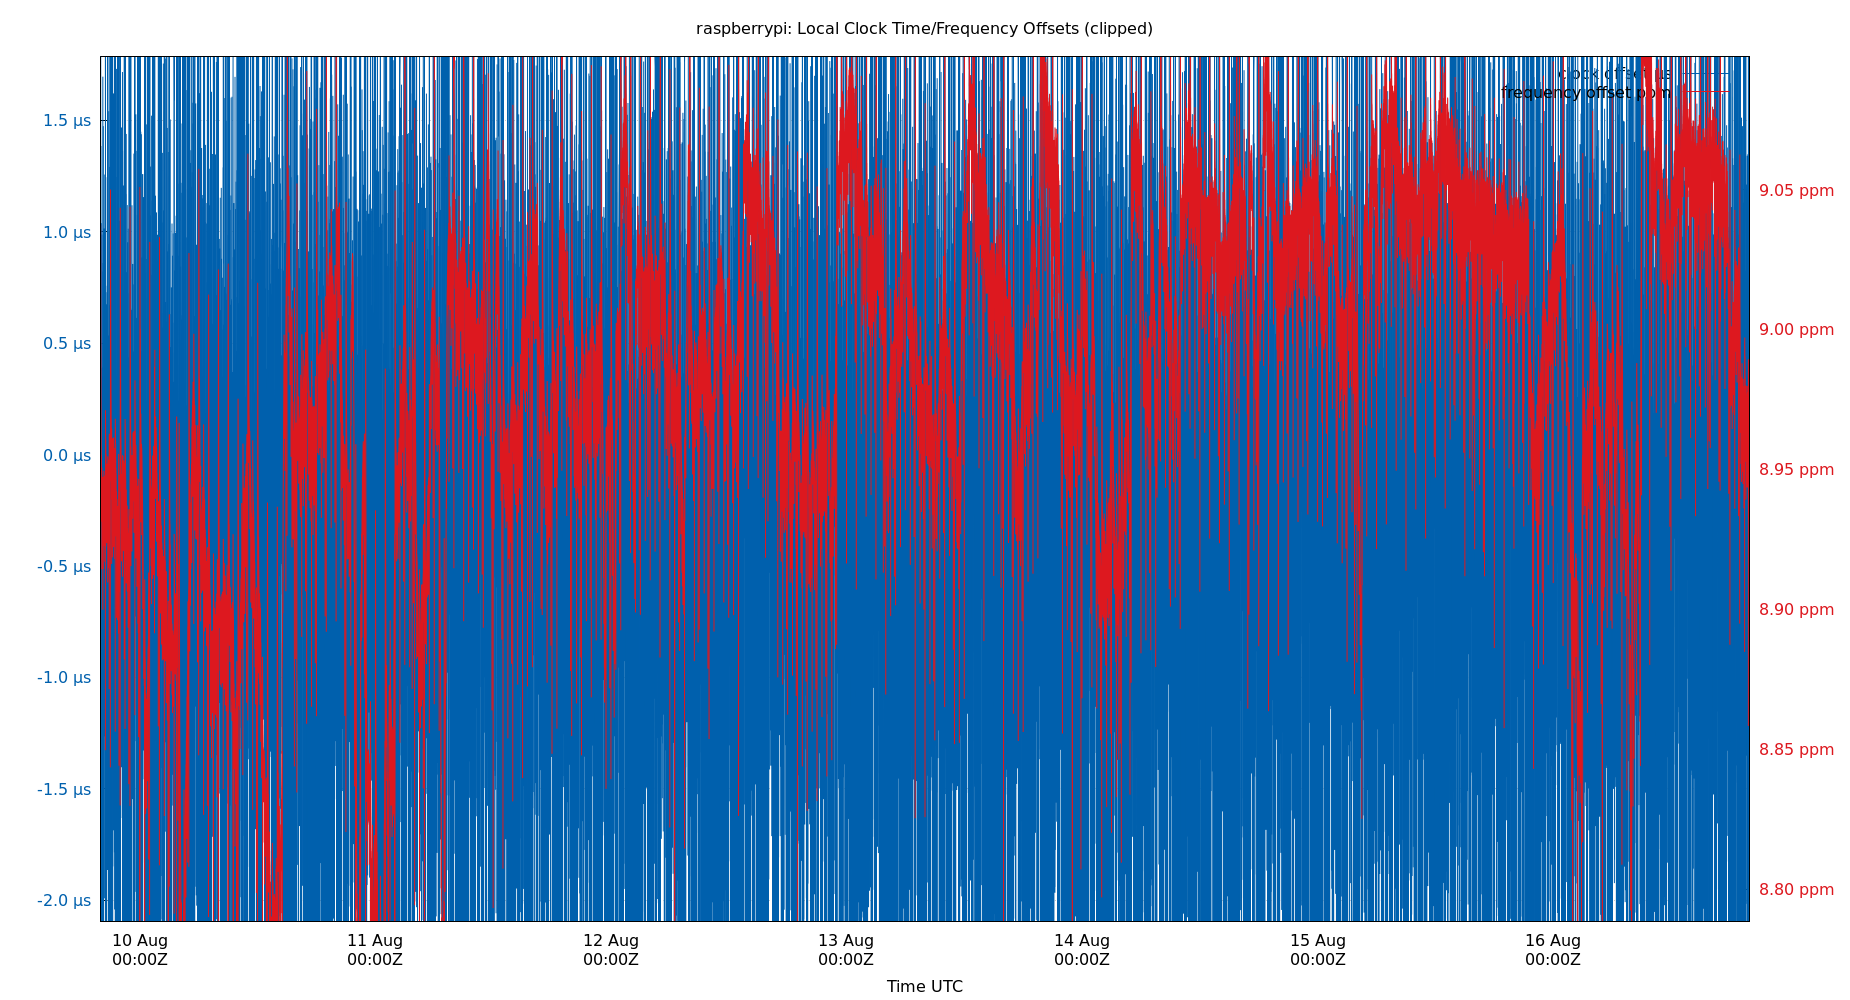 raspberrypi: Local Clock Time/Frequency Offsets (clipped)
clock offset μs
frequency offset ppm
1.5 μs
1.0 μs
0.5 μs
0.0 μs
-0.5 μs
-1.0 μs
-1.5 μs
-2.0 μs
9.05 ppm
9.00 ppm
8.95 ppm
8.90 ppm
8.85 ppm
8.80 ppm
10 Aug
00:00Z
11 Aug
00:00Z
12 Aug
00:00Z
13 Aug
00:00Z
14 Aug
00:00Z
15 Aug
00:00Z
16 Aug
00:00Z
Time UTC